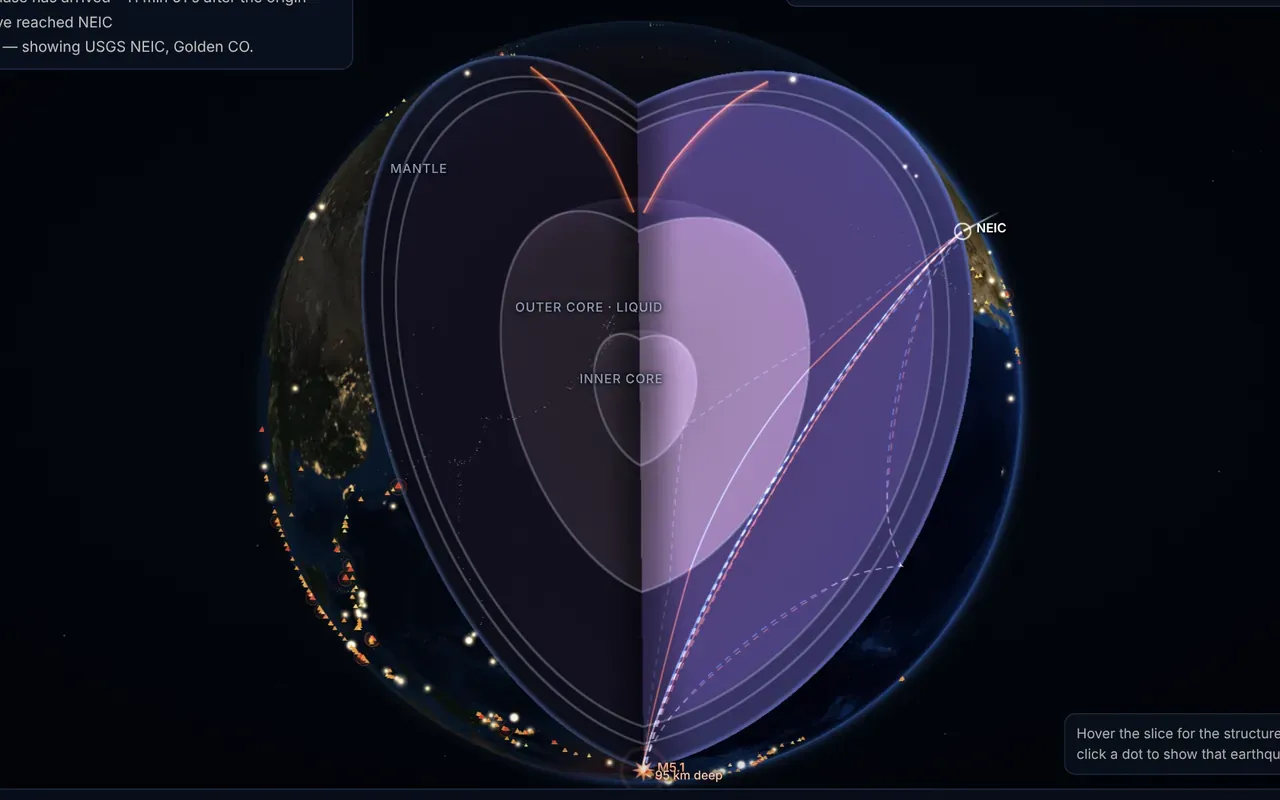 ve reached NEIC
— showing USGS NEIC, Golden CO.
MANTLE
NEIC
OUTER CORE · LIQUID
INNER CORE
Hover the slice for the structure
click a dot to show that earthqu
M5.1
95 km deep